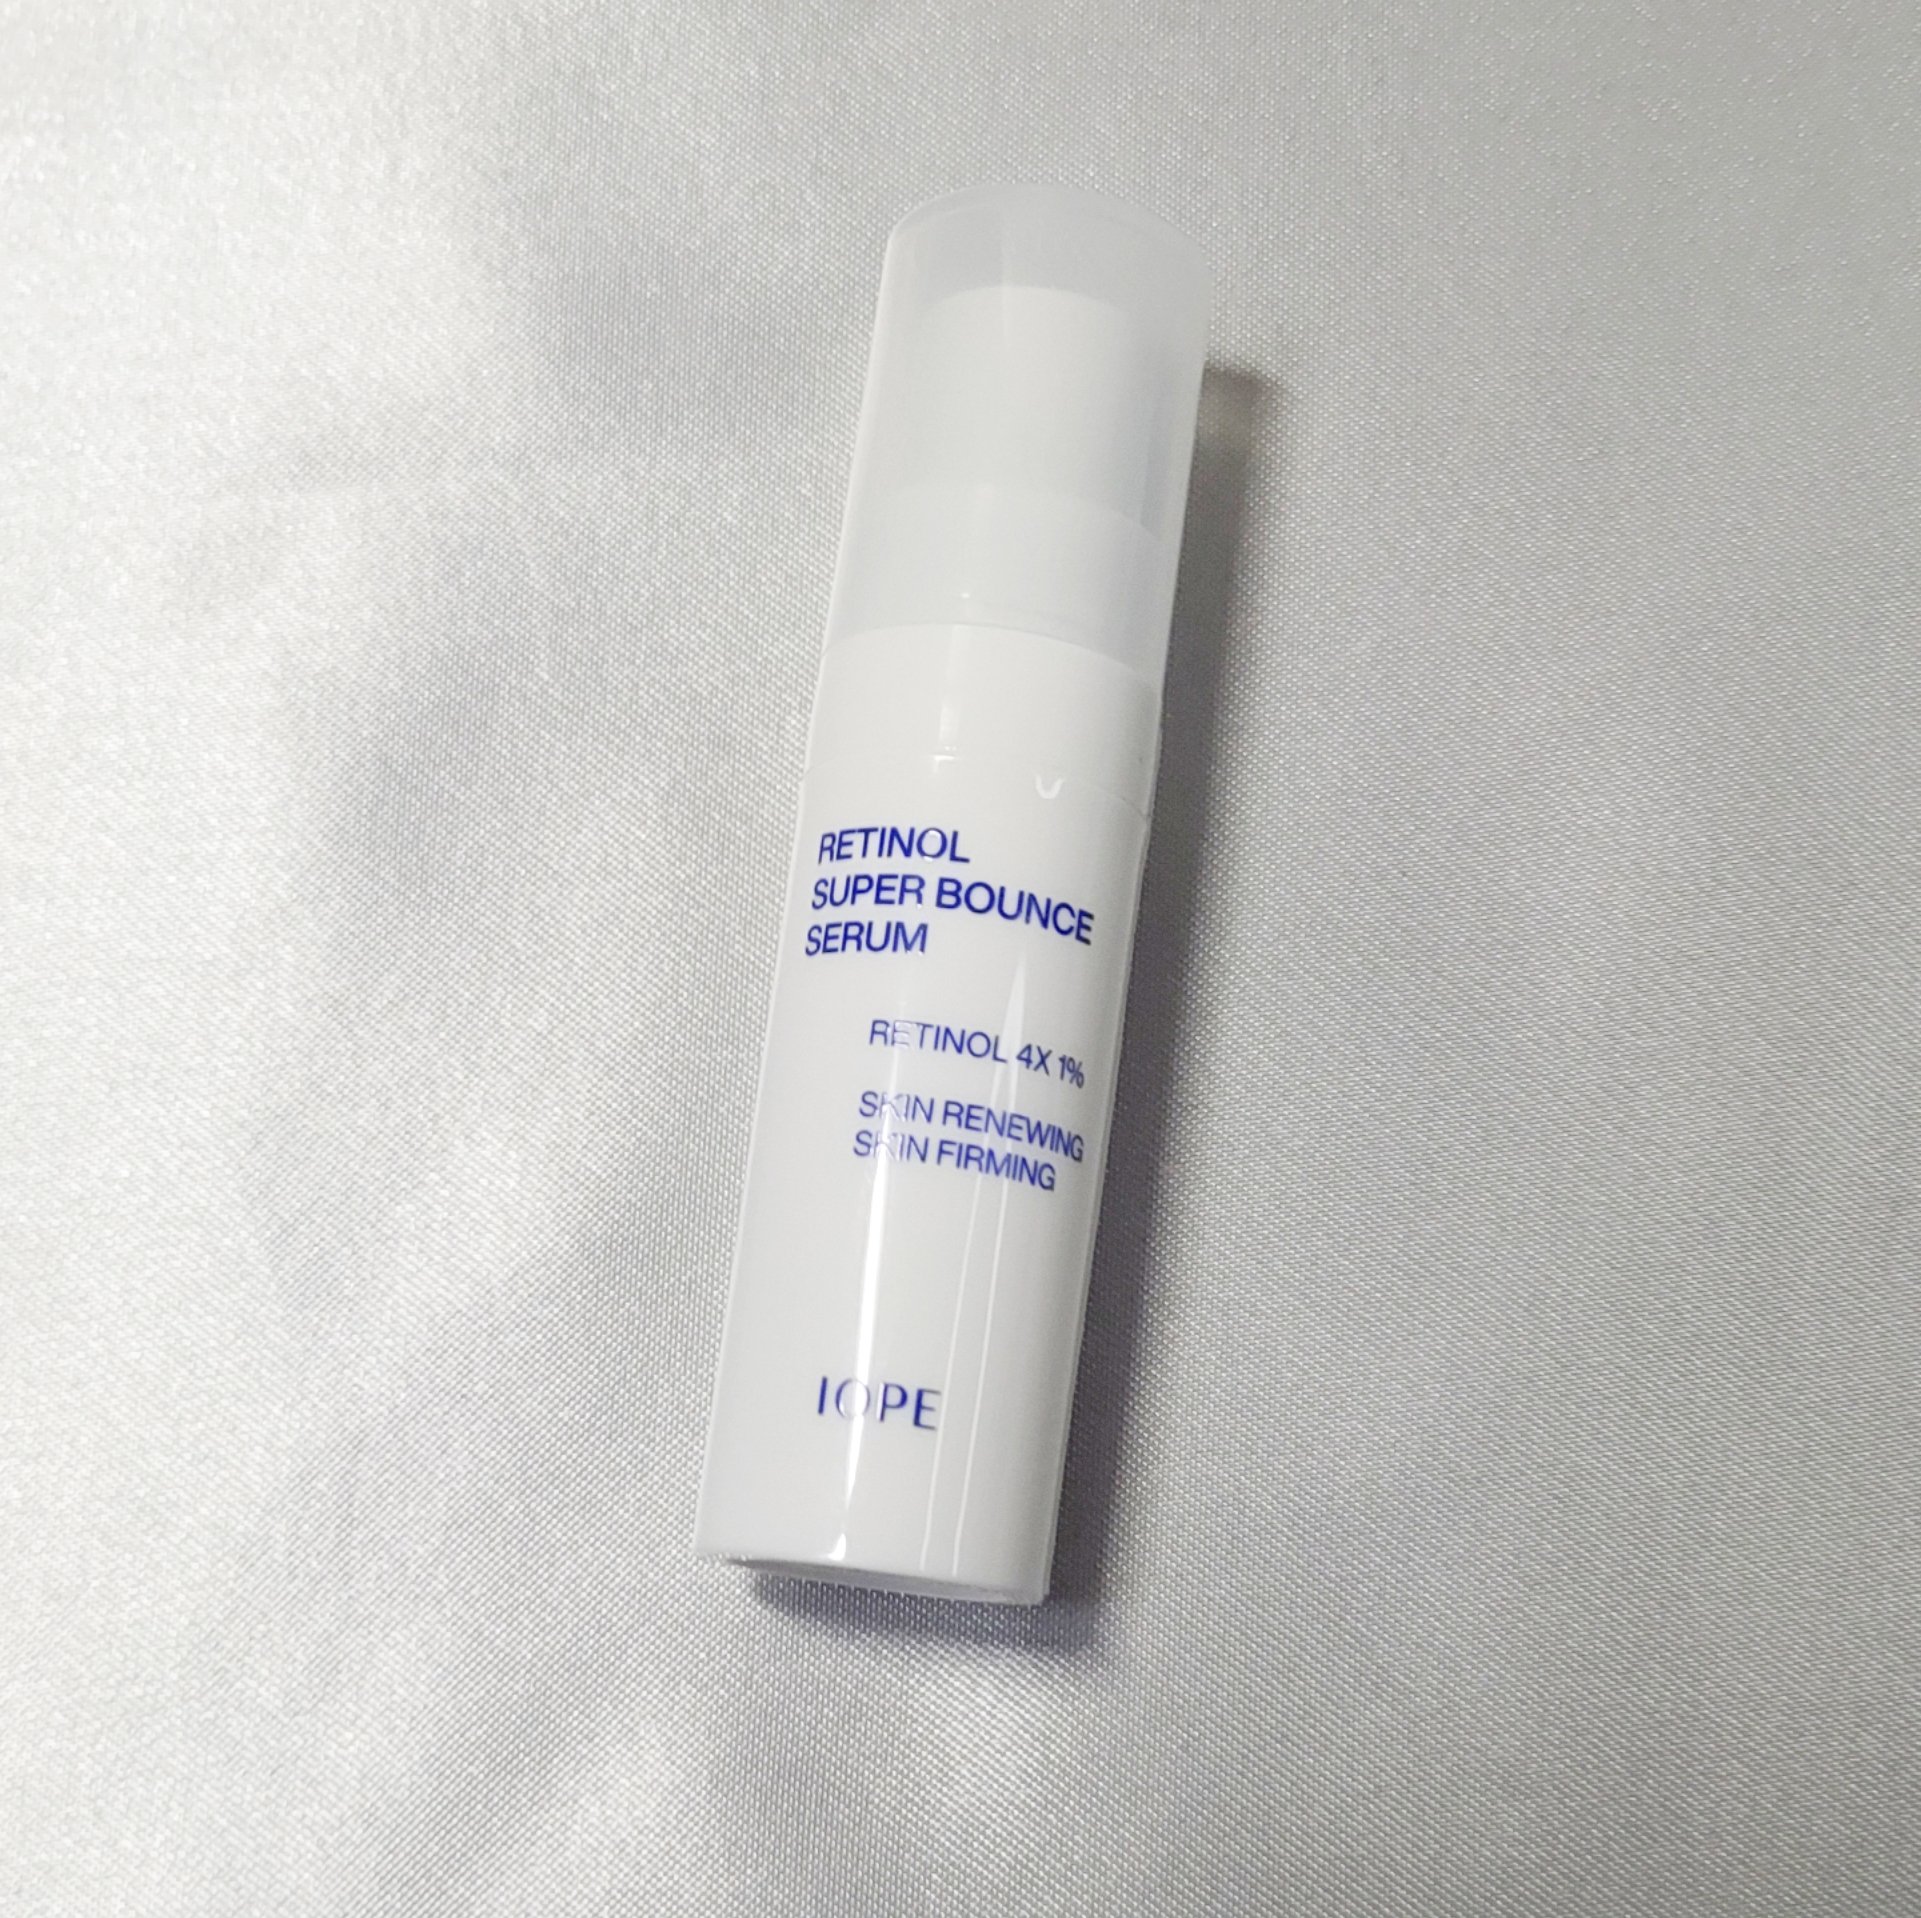 RETINOL
SUPER BOUNCE
SERUM
RETINOL 4X 1%
SKIN RENEWING
SKIN FIRMING
IOPE